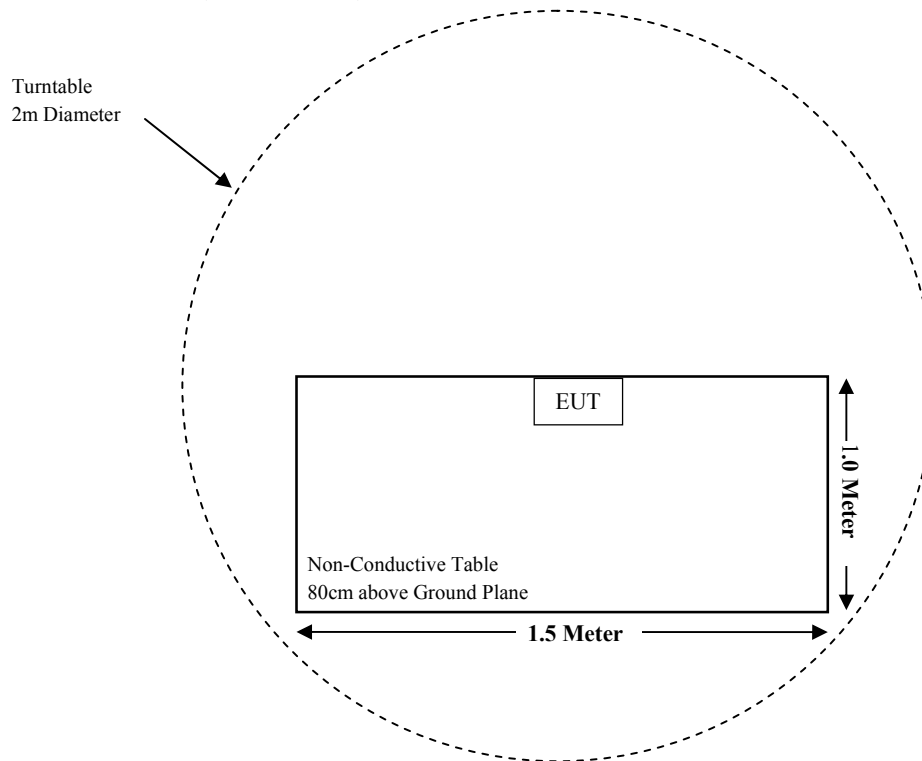 Turntable
2m Diameter
EUT
1.0 Meter
Non-Conductive Table
80cm above Ground Plane
1.5 Meter